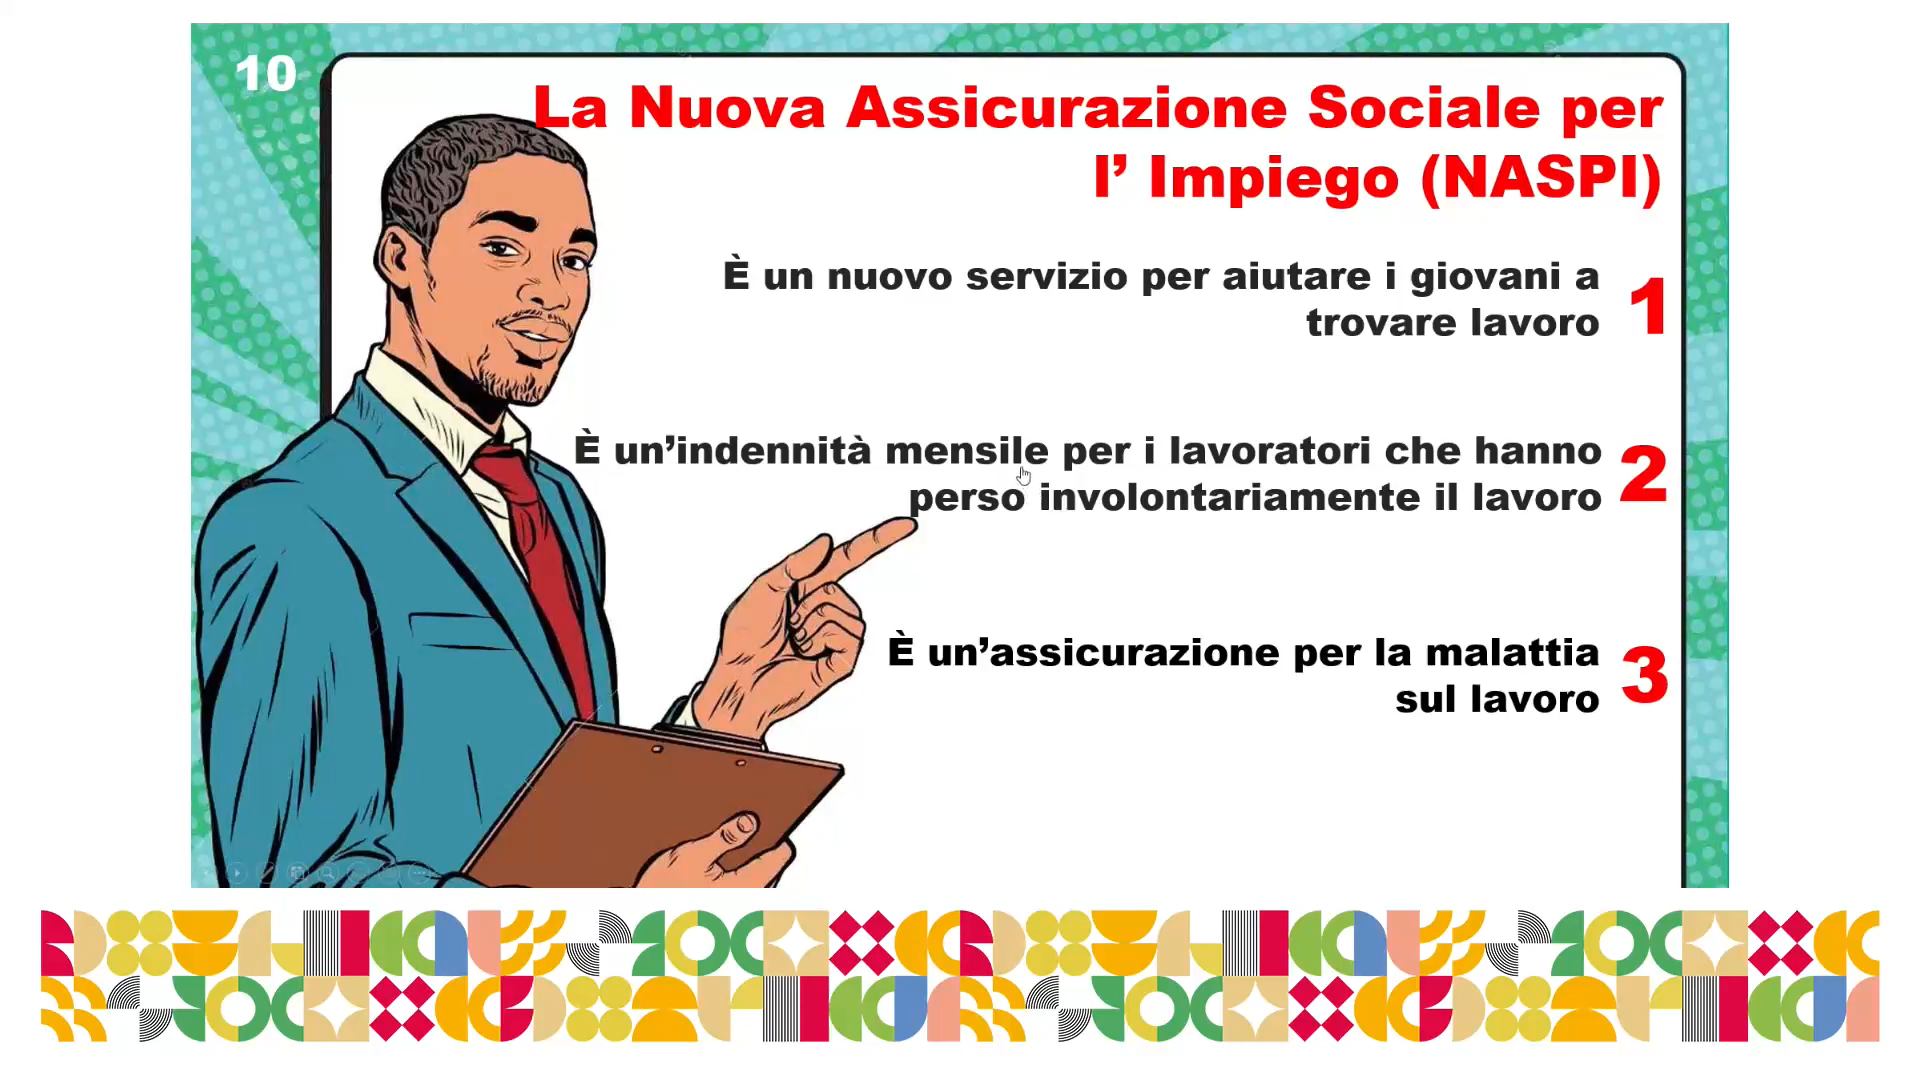 10
La Nuova Assicurazione Sociale per
l’ Impiego (NASPI)
È un nuovo servizio per aiutare i giovani a
trovare lavoro
1
È un’indennità mensile per i lavoratori che hanno
perso involontariamente il lavoro
2
È un’assicurazione per la malattia
sul lavoro
3